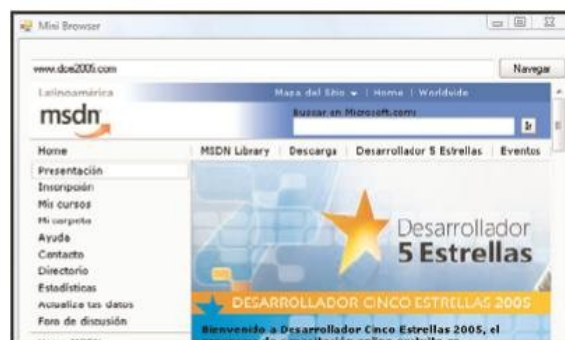 Mini Browser
www.dce2005.com
Navegar
Latinoamérica
Mapa del Sitio | Home | Worldwide
msdn
Buscar en Microsoft.com:
Ir
Home
MSDN Library | Descarga | Desarrollador 5 Estrellas | Eventos
Presentación
Inscripción
Mis cursos
Mi carpeta
Ayuda
Contacto
Directorio
Estadísticas
Actualiza tus datos
Foro de discusión
Desarrollador
5 Estrellas
DESARROLLADOR CINCO ESTRELLAS 2005
Bienvenido a Desarrollador Cinco Estrellas 2005, el